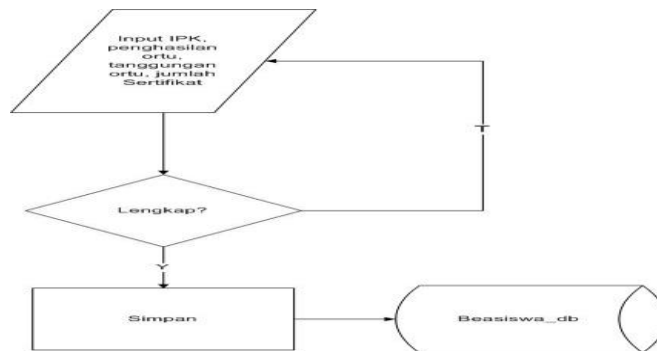 Input IPK,
penghasilan
ortu,
tanggungan
ortu, jumlah
Sertifikat
T
Lengkap?
Y
Simpan
Beasiswa_db